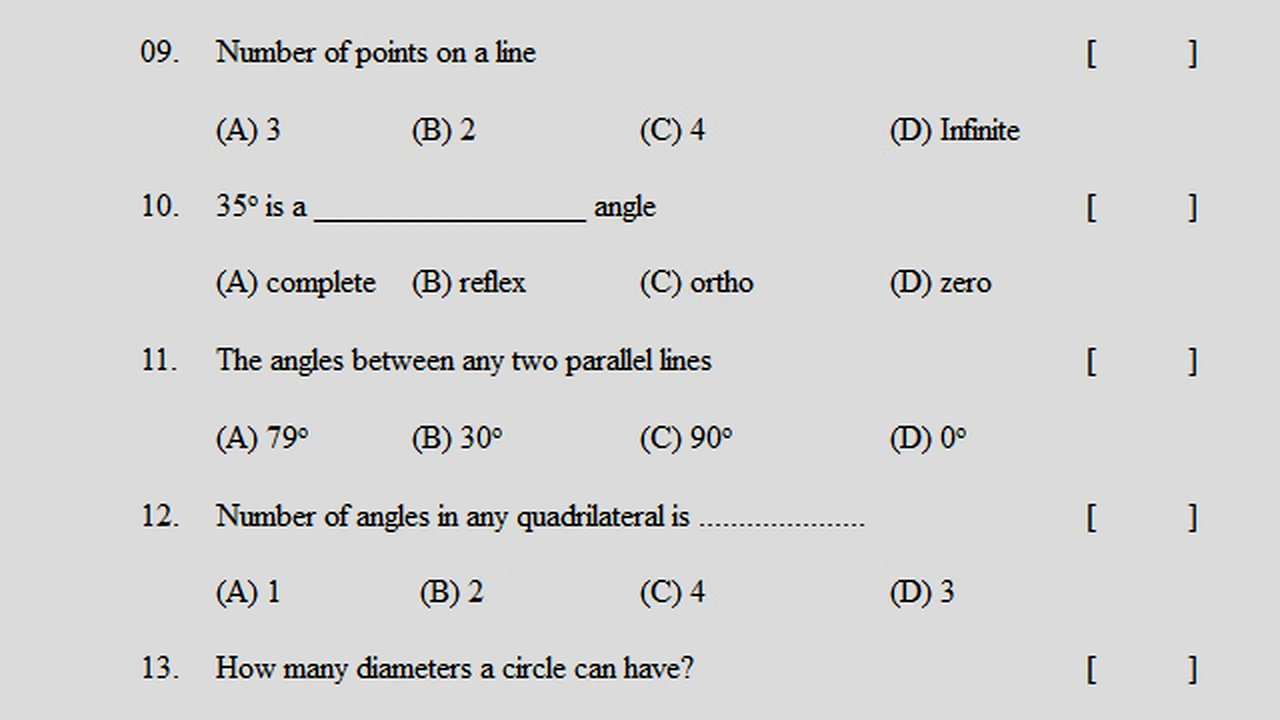 09. Number of points on a line [ ]
(A) 3 (B) 2 (C) 4 (D) Infinite
10. 35° is a _________________ angle [ ]
(A) complete (B) reflex (C) ortho (D) zero
11. The angles between any two parallel lines [ ]
(A) 79° (B) 30° (C) 90° (D) 0°
12. Number of angles in any quadrilateral is ..................... [ ]
(A) 1 (B) 2 (C) 4 (D) 3
13. How many diameters a circle can have? [ ]